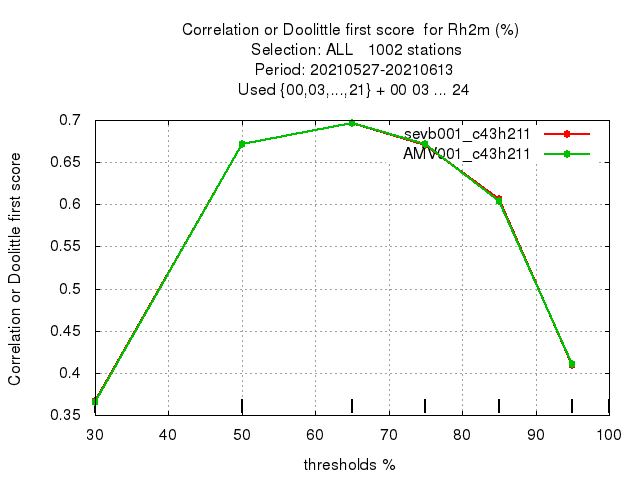 Correlation or Doolittle first score  for Rh2m (%)
Selection: ALL   1002 stations
Period: 20210527-20210613
Used {00,03,...,21} + 00 03 ... 24
sevb001_c43h211
AMV001_c43h211
Correlation or Doolittle first score
0.7
0.65
0.6
0.55
0.5
0.45
0.4
0.35
30 40 50 60 70 80 90 100
thresholds %